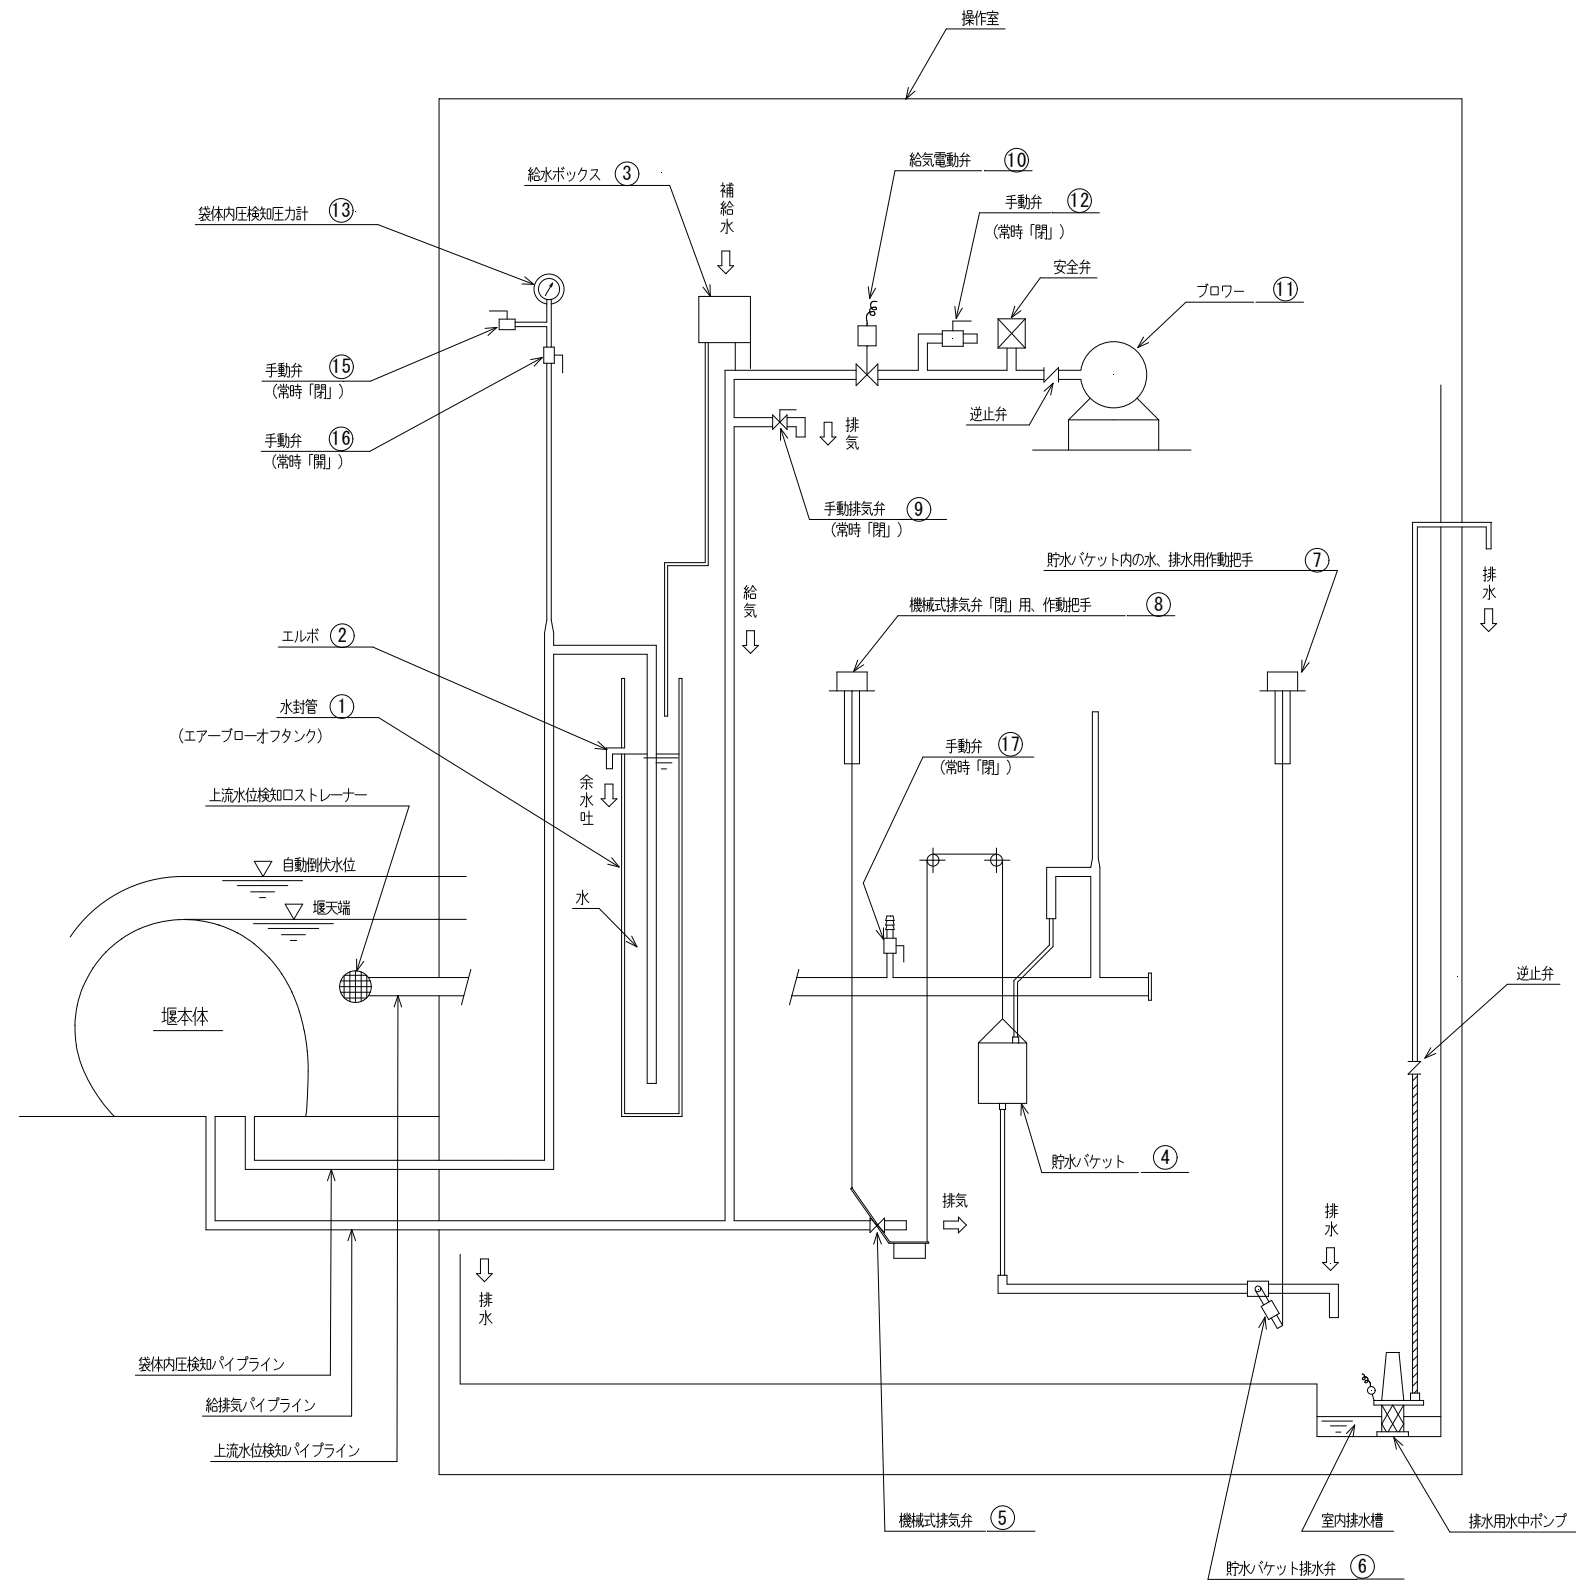 操作室
給気電動弁 ⑩
給水ボックス ③
補給水
手動弁 ⑫
(常時「閉」)
袋体内圧検知圧力計 ⑬
安全弁
ブロワー ⑪
手動弁 ⑮
(常時「閉」)
逆止弁
排気
手動弁 ⑯
(常時「開」)
手動排気弁 ⑨
(常時「閉」)
貯水バケット内の水、排水用作動把手 ⑦
排水
給気
機械式排気弁「閉」用、作動把手 ⑧
エルボ ②
水封管 ①
(エアーブローオフタンク)
手動弁 ⑰
(常時「閉」)
余水吐
上流水位検知口ストレーナー
自動倒伏水位
堰天端
水
逆止弁
堰本体
貯水バケット ④
排気
排水
排水
袋体内圧検知パイプライン
給排気パイプライン
上流水位検知パイプライン
機械式排気弁 ⑤
室内排水槽
排水用水中ポンプ
貯水バケット排水弁 ⑥